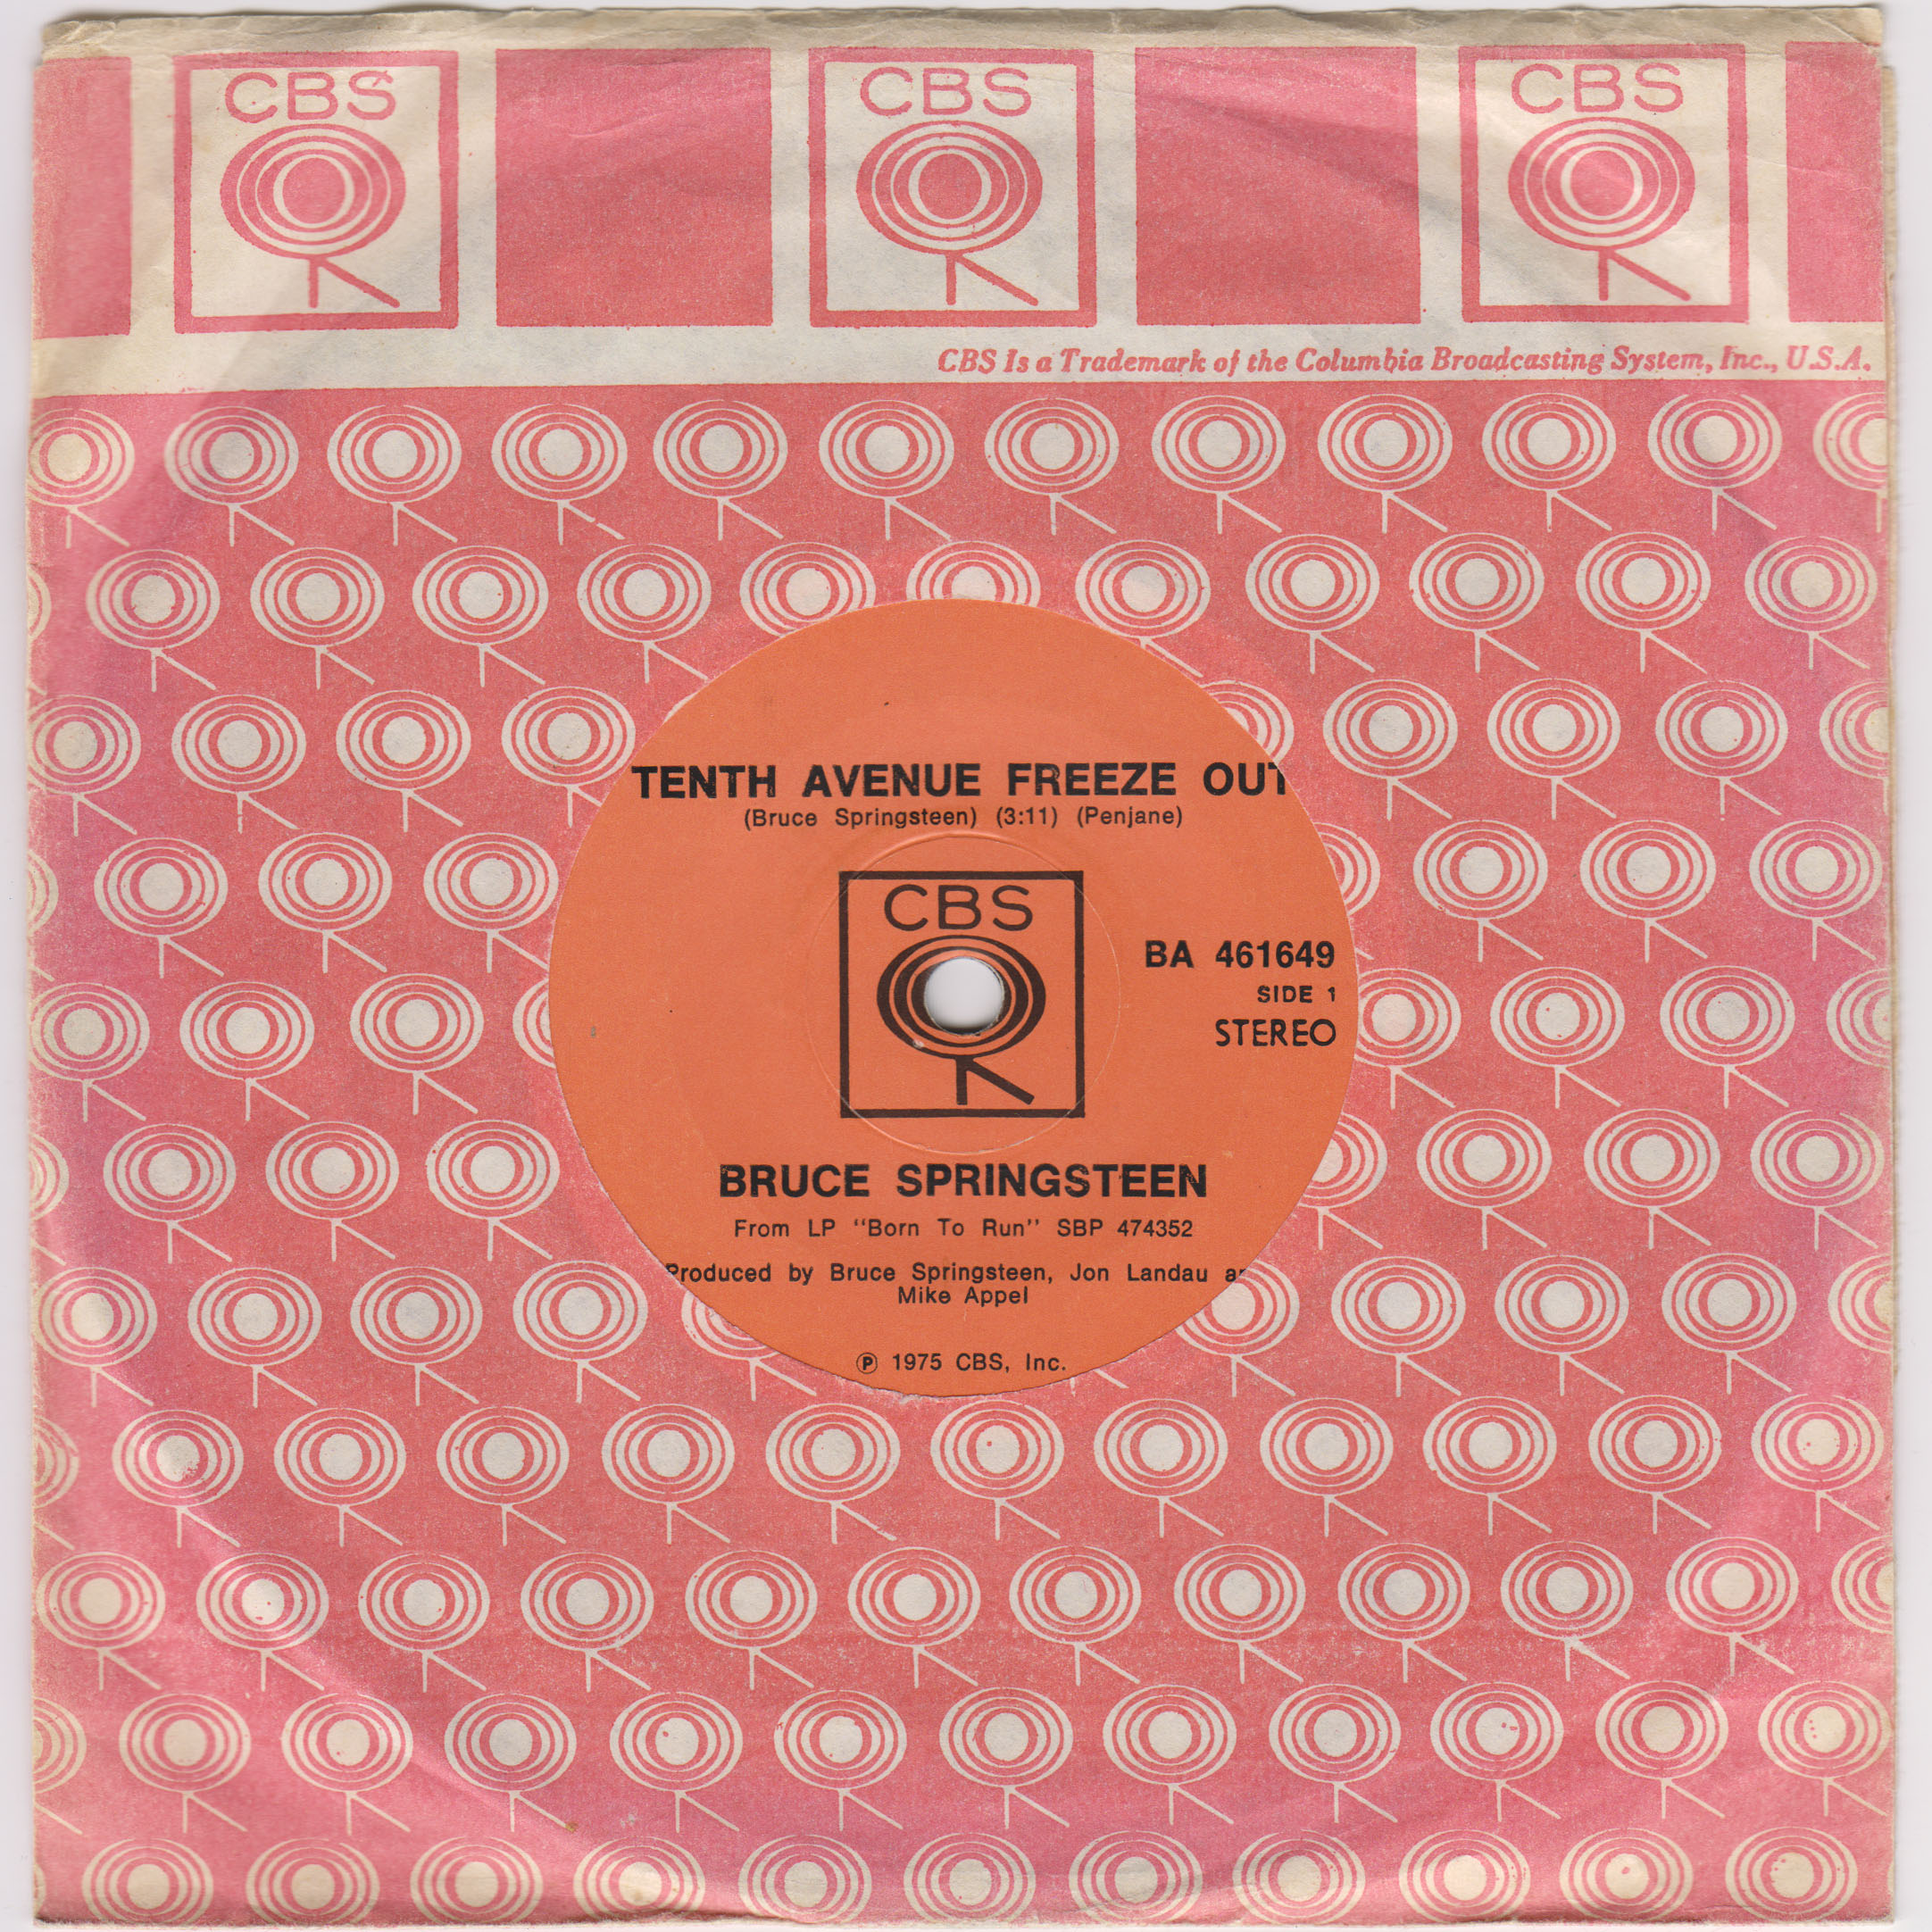 CBS CBS CBS
CBS Is a Trademark of the Columbia Broadcasting System, Inc., U.S.A.
TENTH AVENUE FREEZE OUT
(Bruce Springsteen) (3:11) (Penjane)
CBS
BA 461649
SIDE 1
STEREO
BRUCE SPRINGSTEEN
From LP "Born To Run" SBP 474352
Produced by Bruce Springsteen, Jon Landau
Mike Appel
Ⓟ 1975 CBS, Inc.